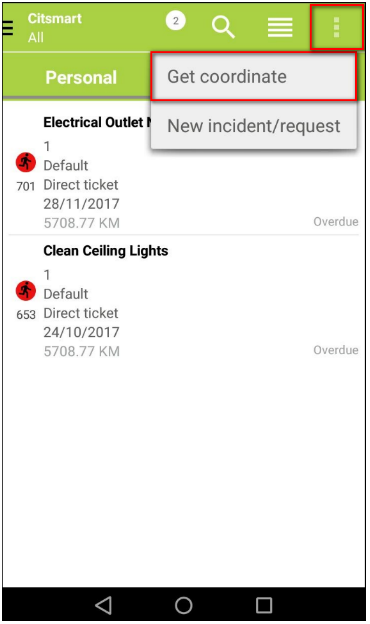 Citsmart
All
2
Personal
Get coordinate
New incident/request
Electrical Outlet
1
Default
701 Direct ticket
28/11/2017
5708.77 KM
Overdue
Clean Ceiling Lights
1
Default
653 Direct ticket
24/10/2017
5708.77 KM
Overdue